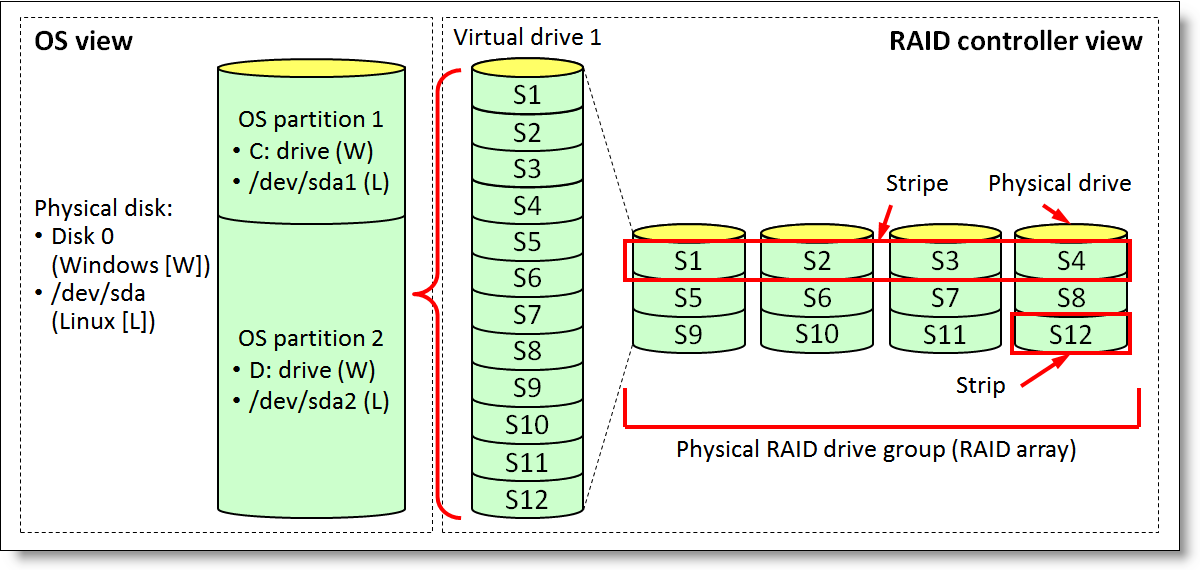 OS view
Physical disk:
• Disk 0
(Windows [W])
• /dev/sda
(Linux [L])
OS partition 1
• C: drive (W)
• /dev/sda1 (L)
OS partition 2
• D: drive (W)
• /dev/sda2 (L)
Virtual drive 1
S1
S2
S3
S4
S5
S6
S7
S8
S9
S10
S11
S12
RAID controller view
Stripe
Physical drive
S1 S2 S3 S4
S5 S6 S7 S8
S9 S10 S11 S12
Strip
Physical RAID drive group (RAID array)